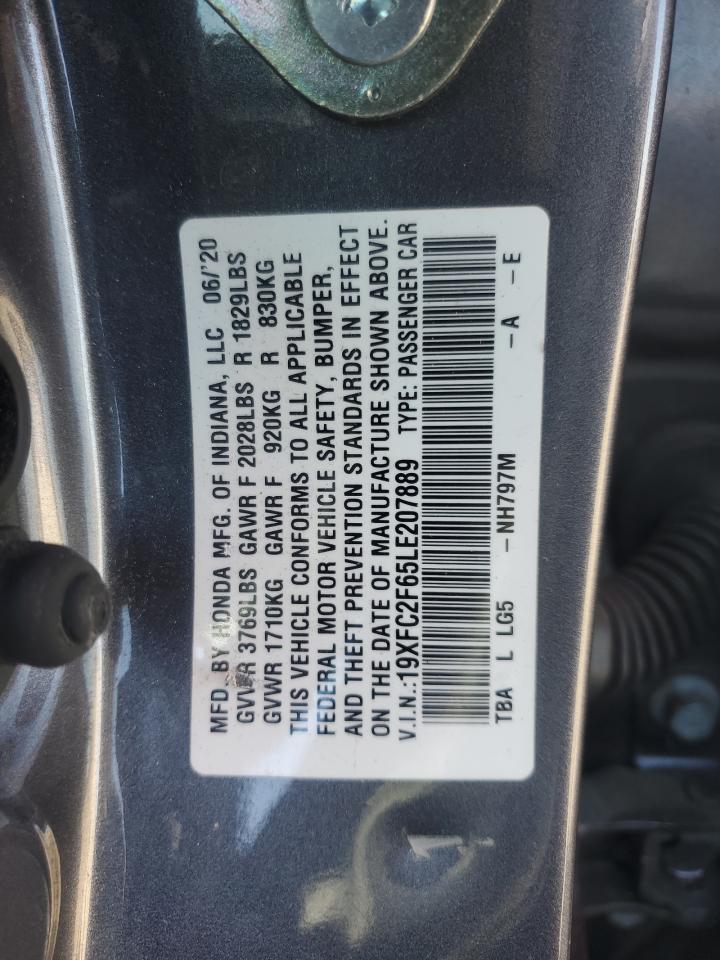 MFD. BY HONDA MFG. OF INDIANA, LLC 06/'20
GVWR 3769LBS GAWR F 2028LBS R 1829LBS
GVWR 1710KG GAWR F 920KG R 830KG
THIS VEHICLE CONFORMS TO ALL APPLICABLE
FEDERAL MOTOR VEHICLE SAFETY, BUMPER,
AND THEFT PREVENTION STANDARDS IN EFFECT
ON THE DATE OF MANUFACTURE SHOWN ABOVE.
V.I.N.:19XFC2F65LE207889 TYPE: PASSENGER CAR
TBA L LG5 -NH797M -A -E